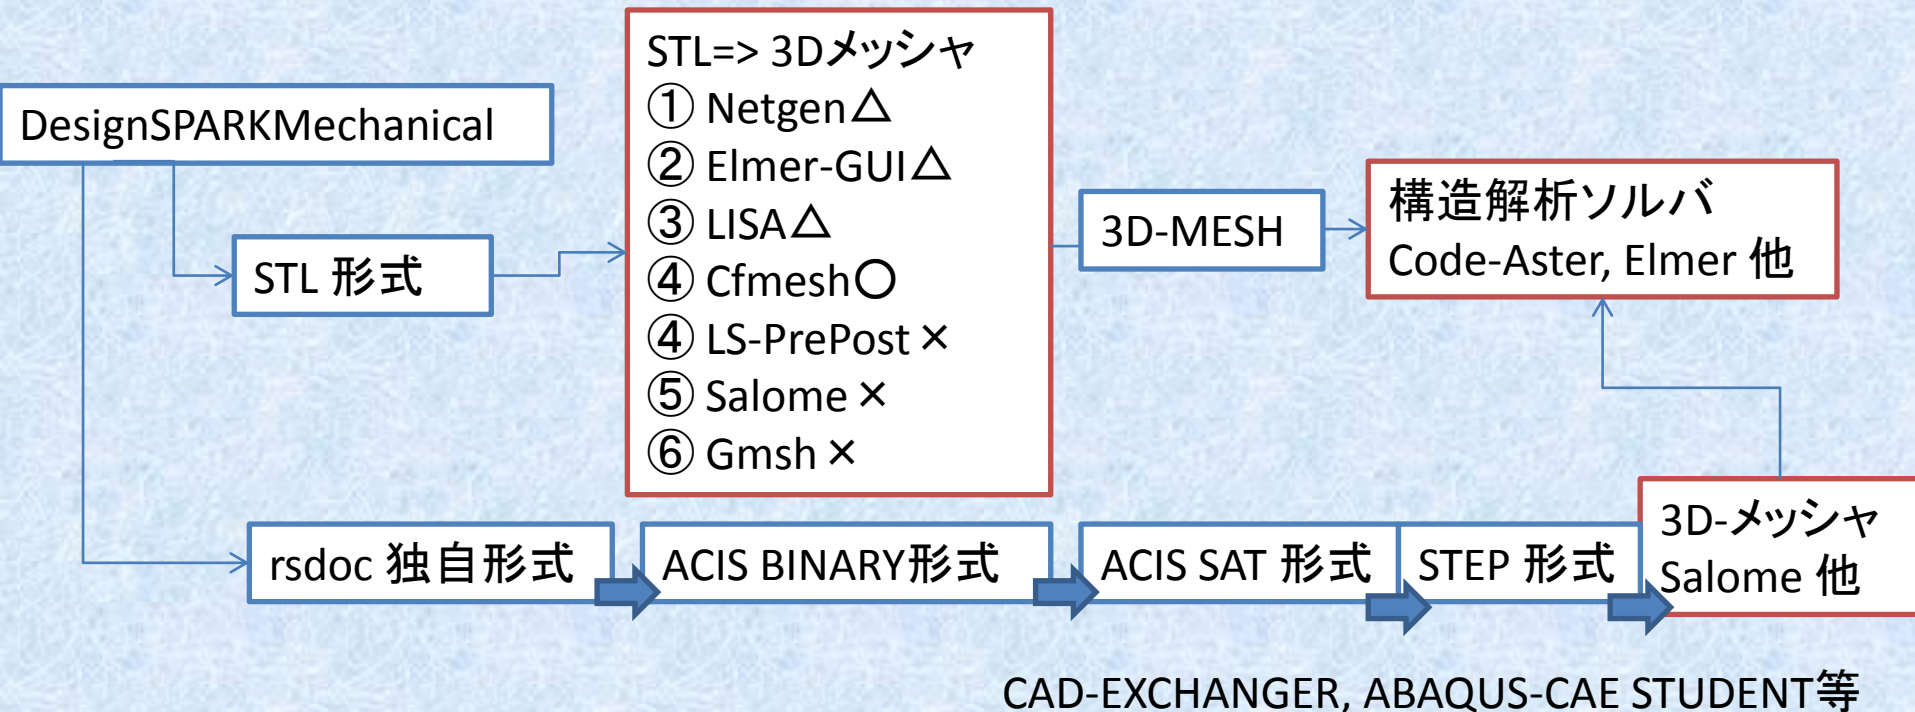 DesignSPARKMechanical
STL 形式
STL=> 3Dメッシャ
① Netgen△
② Elmer-GUI△
③ LISA△
④ Cfmesh〇
④ LS-PrePost ×
⑤ Salome ×
⑥ Gmsh ×
3D-MESH
構造解析ソルバ
Code-Aster, Elmer 他
rsdoc 独自形式
ACIS BINARY形式
ACIS SAT 形式
STEP 形式
3D-メッシャ
Salome 他
CAD-EXCHANGER, ABAQUS-CAE STUDENT等